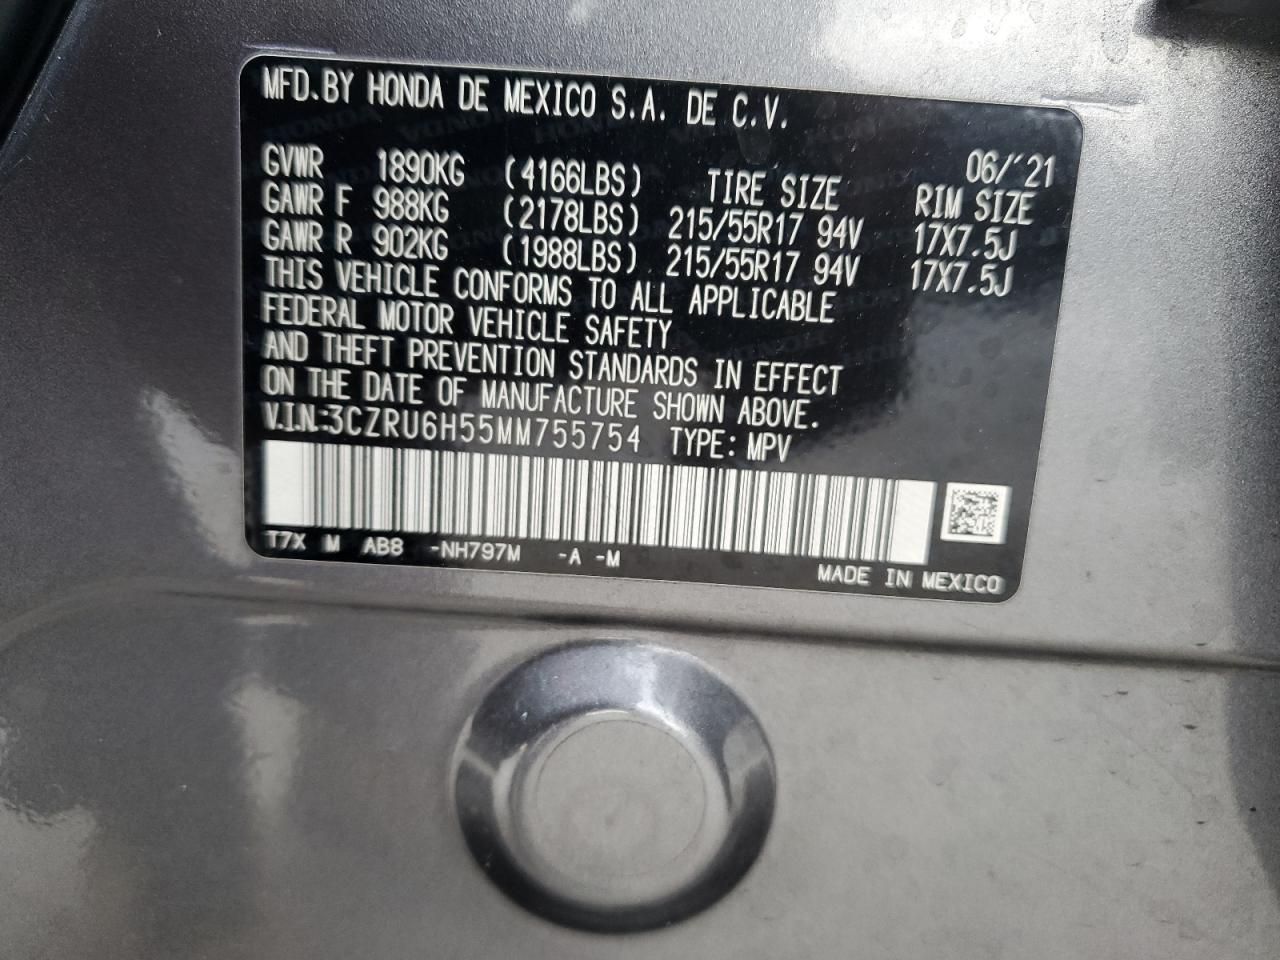 MFD.BY HONDA DE MEXICO S.A. DE C.V.
06/'21
GVWR 1890KG (4166LBS) TIRE SIZE RIM SIZE
GAWR F 988KG (2178LBS) 215/55R17 94V 17X7.5J
GAWR R 902KG (1988LBS) 215/55R17 94V 17X7.5J
THIS VEHICLE CONFORMS TO ALL APPLICABLE
FEDERAL MOTOR VEHICLE SAFETY
AND THEFT PREVENTION STANDARDS IN EFFECT
ON THE DATE OF MANUFACTURE SHOWN ABOVE.
V.I.N:3CZRU6H55MM755754 TYPE: MPV
T7X M AB8 -NH797M -A -M
MADE IN MEXICO